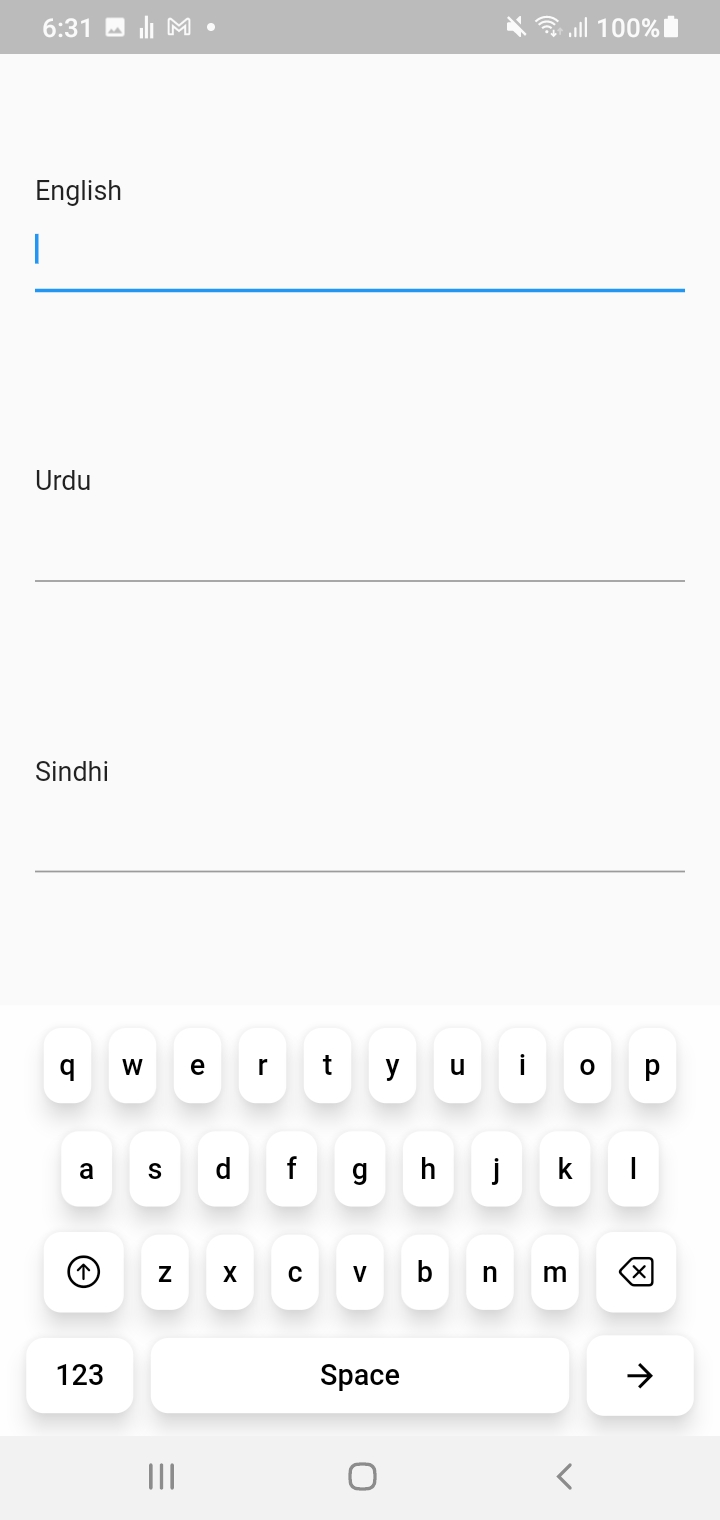 6:31 100%
English
Urdu
Sindhi
q w e r t y u i o p
a s d f g h j k l
z x c v b n m
123 Space